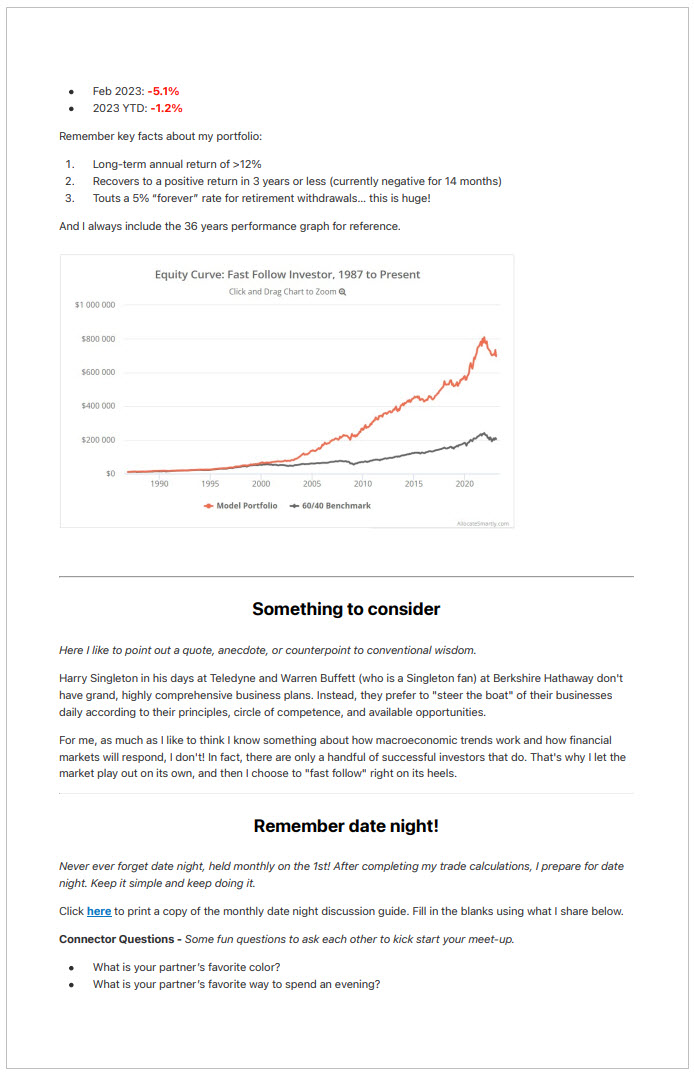 • Feb 2023: -5.1%
• 2023 YTD: -1.2%
Remember key facts about my portfolio:
1. Long-term annual return of >12%
2. Recovers to a positive return in 3 years or less (currently negative for 14 months)
3. Touts a 5% “forever” rate for retirement withdrawals... this is huge!
And I always include the 36 years performance graph for reference.
Equity Curve: Fast Follow Investor, 1987 to Present
Click and Drag Chart to Zoom
$1 000 000
$800 000
$600 000
$400 000
$200 000
$0
1990 1995 2000 2005 2010 2015 2020
Model Portfolio 60/40 Benchmark
AllocateSmartly.com
Something to consider
Here I like to point out a quote, anecdote, or counterpoint to conventional wisdom.
Harry Singleton in his days at Teledyne and Warren Buffett (who is a Singleton fan) at Berkshire Hathaway don't
have grand, highly comprehensive business plans. Instead, they prefer to "steer the boat" of their businesses
daily according to their principles, circle of competence, and available opportunities.
For me, as much as I like to think I know something about how macroeconomic trends work and how financial
markets will respond, I don't! In fact, there are only a handful of successful investors that do. That's why I let the
market play out on its own, and then I choose to "fast follow" right on its heels.
Remember date night!
Never ever forget date night, held monthly on the 1st! After completing my trade calculations, I prepare for date
night. Keep it simple and keep doing it.
Click here to print a copy of the monthly date night discussion guide. Fill in the blanks using what I share below.
Connector Questions - Some fun questions to ask each other to kick start your meet-up.
• What is your partner’s favorite color?
• What is your partner’s favorite way to spend an evening?